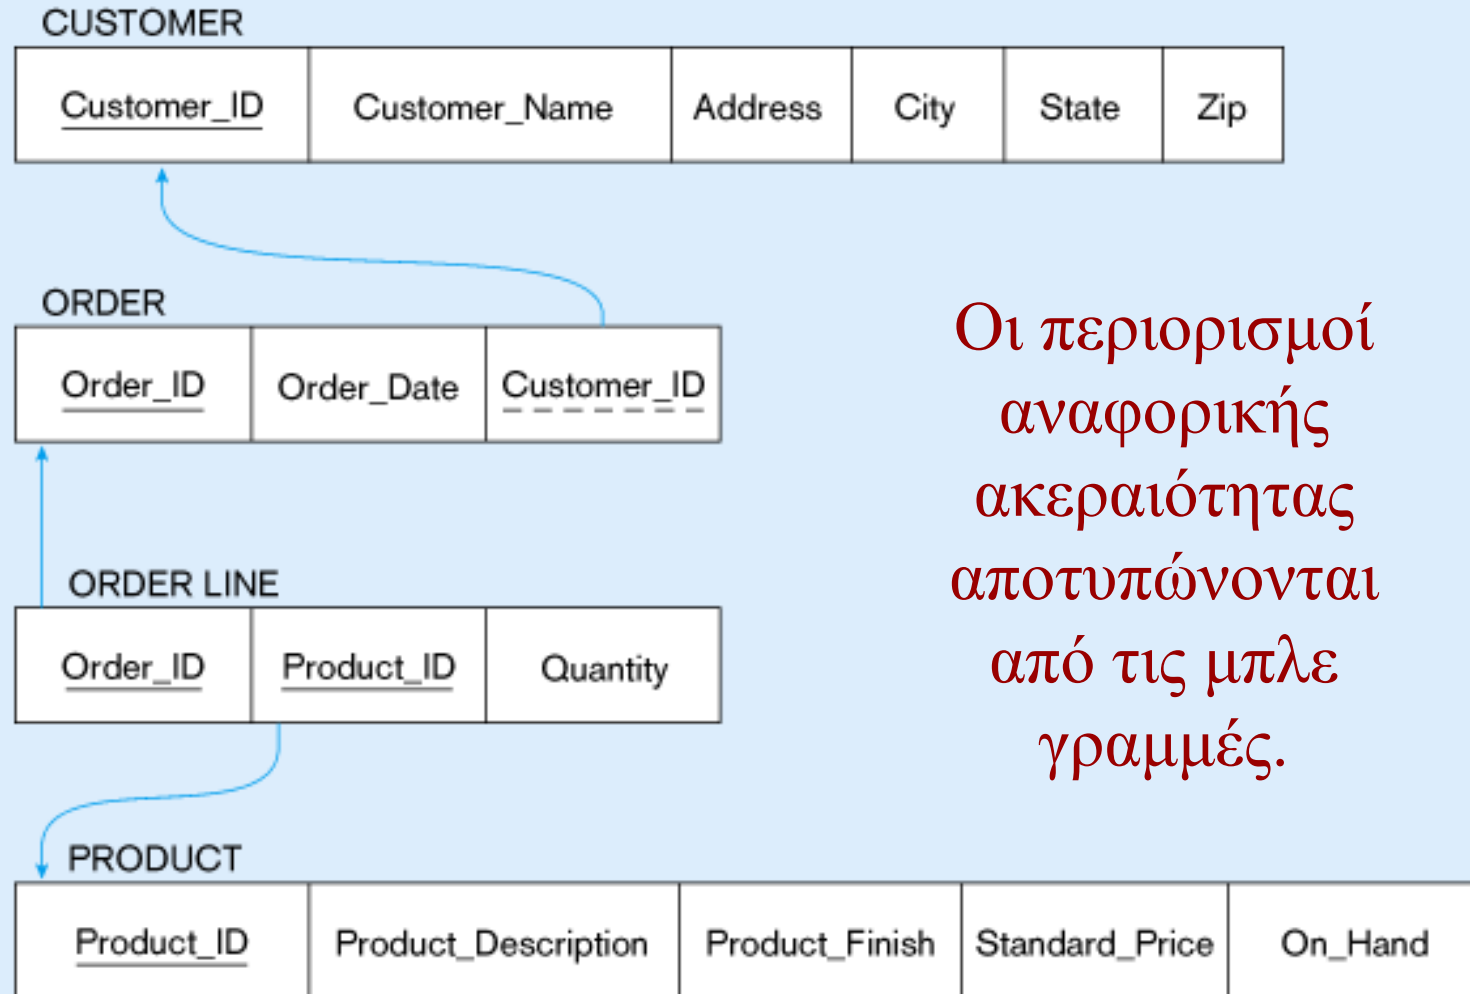 CUSTOMER
Customer_ID Customer_Name Address City State Zip
ORDER
Order_ID Order_Date Customer_ID
ORDER LINE
Order_ID Product_ID Quantity
PRODUCT
Product_ID Product_Description Product_Finish Standard_Price On_Hand
Οι περιορισμοί
αναφορικής
ακεραιότητας
αποτυπώνονται
από τις μπλε
γραμμές.